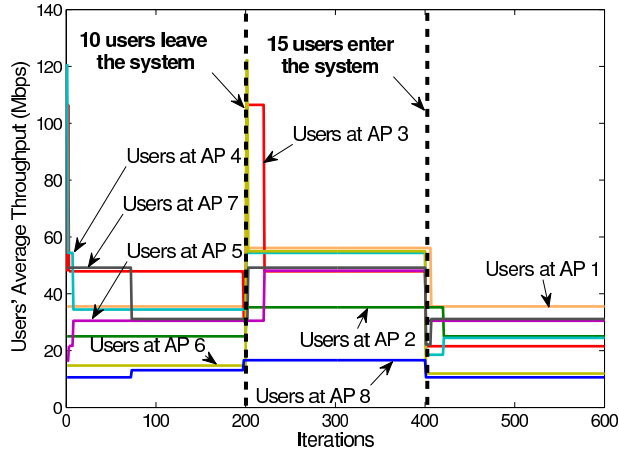 140
120
100
80
60
40
20
0
Users' Average Throughput (Mbps)
10 users leave
the system
15 users enter
the system
Users at AP 3
Users at AP 4
Users at AP 7
Users at AP 5
Users at AP 1
Users at AP 6
Users at AP 2
Users at AP 8
0 100 200 300 400 500 600
Iterations